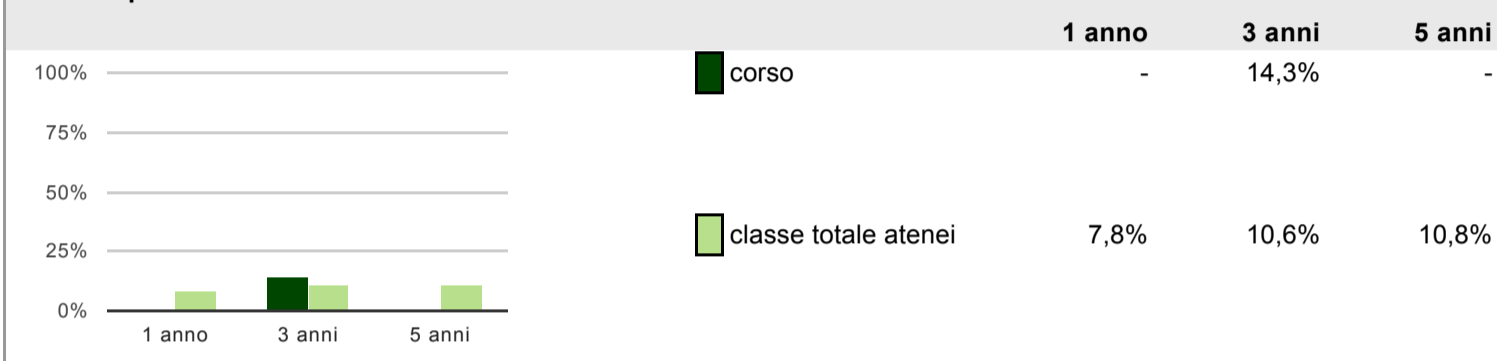 1 anno 3 anni 5 anni
100%
75%
50%
25%
0%
1 anno 3 anni 5 anni
corso - 14,3% -
classe totale atenei 7,8% 10,6% 10,8%